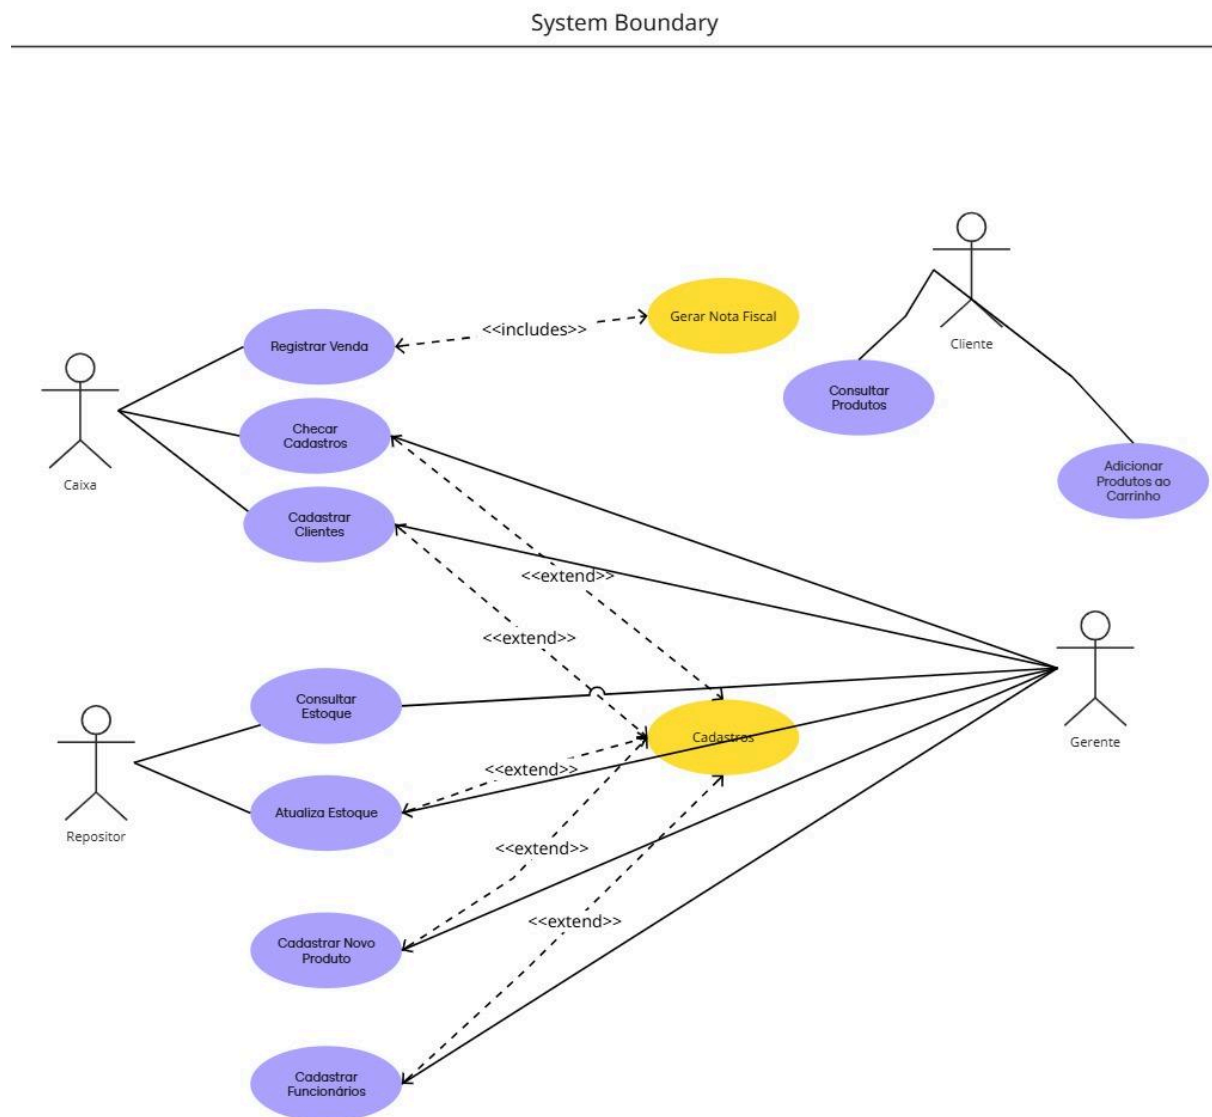 System Boundary
Registrar Venda
<<includes>>
Gerar Nota Fiscal
Cliente
Consultar
Produtos
Caixa
Checar
Cadastros
Adicionar
Produtos ao
Carrinho
Cadastrar
Clientes
<<extend>>
<<extend>>
Consultar
Estoque
Cadastros
Gerente
Repositor
Atualiza Estoque
<<extend>>
<<extend>>
<<extend>>
Cadastrar Novo
Produto
Cadastrar
Funcionários